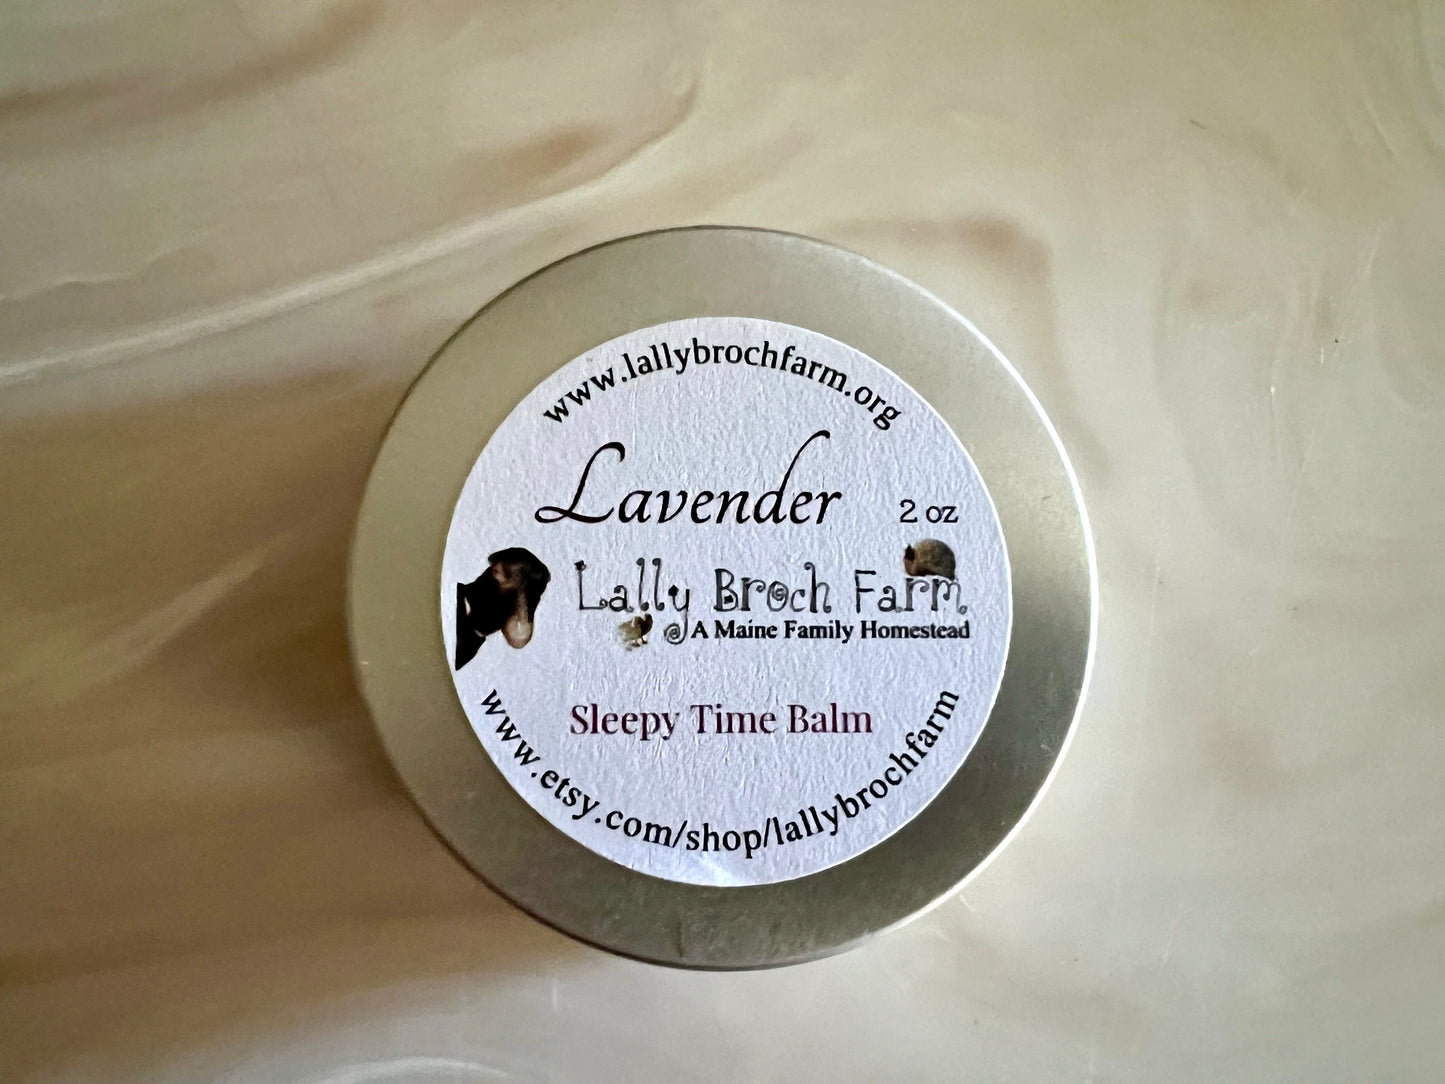 www.lallybrochfarm.org
Lavender
2 oz
Lally Broch Farm
A Maine Family Homestead
Sleepy Time Balm
www.etsy.com/shop/lallybrochfarm